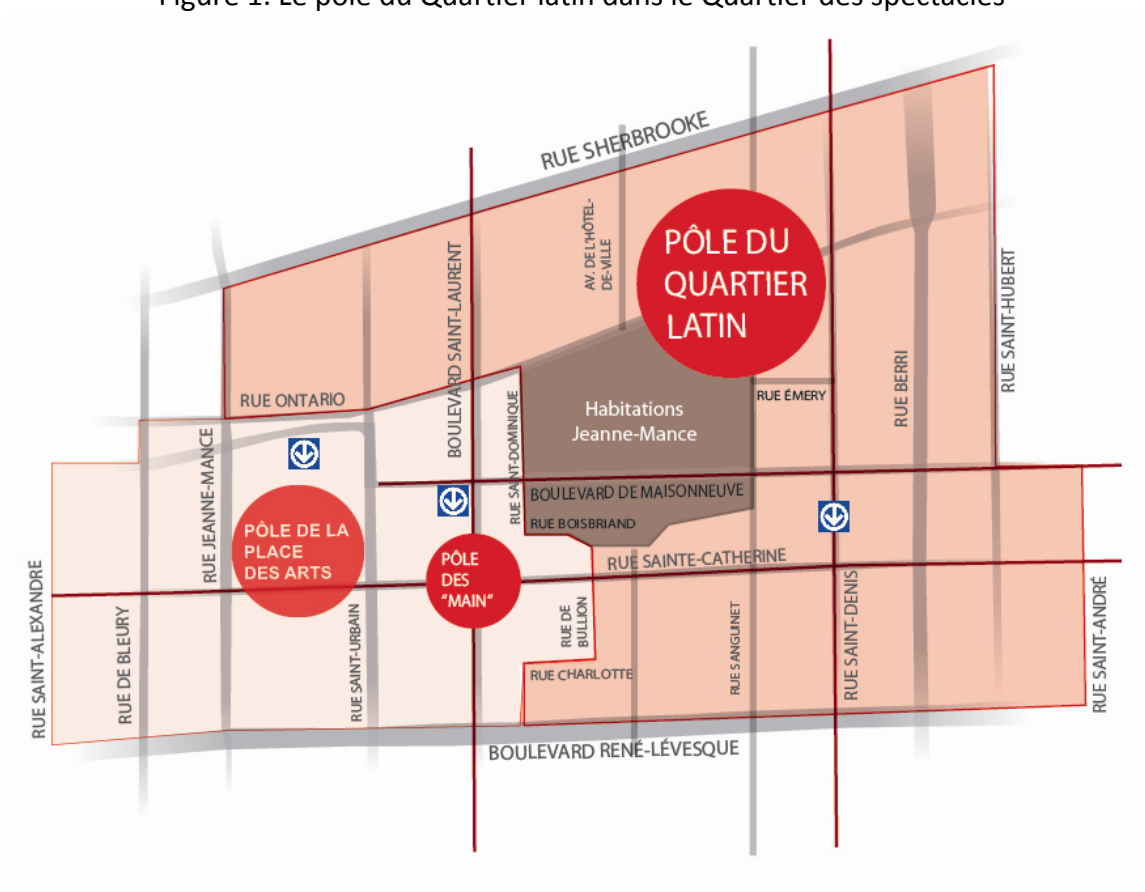 Figure 1. Le pôle du Quartier latin dans le Quartier des spectacles
RUE SHERBROOKE
PÔLE DU
QUARTIER
LATIN
AV. DE L'HÔTEL-
DE-VILLE
BOULEVARD SAINT-LAURENT
RUE SAINT-HUBERT
RUE BERRI
RUE ONTARIO
RUE ÉMERY
Habitations
Jeanne-Mance
RUE JEANNE-MANCE
RUE SAINT-DOMINIQUE
BOULEVARD DE MAISONNEUVE
RUE BOISBRIAND
PÔLE DE LA
PLACE
DES ARTS
PÔLE
DES
"MAIN"
RUE SAINTE-CATHERINE
RUE SAINT-ALEXANDRE
RUE DE BLEURY
RUE SAINT-URBAIN
RUE DE
BULLION
RUE SANGUINET
RUE SAINT-DENIS
RUE SAINT-ANDRÉ
RUE CHARLOTTE
BOULEVARD RENÉ-LÉVESQUE